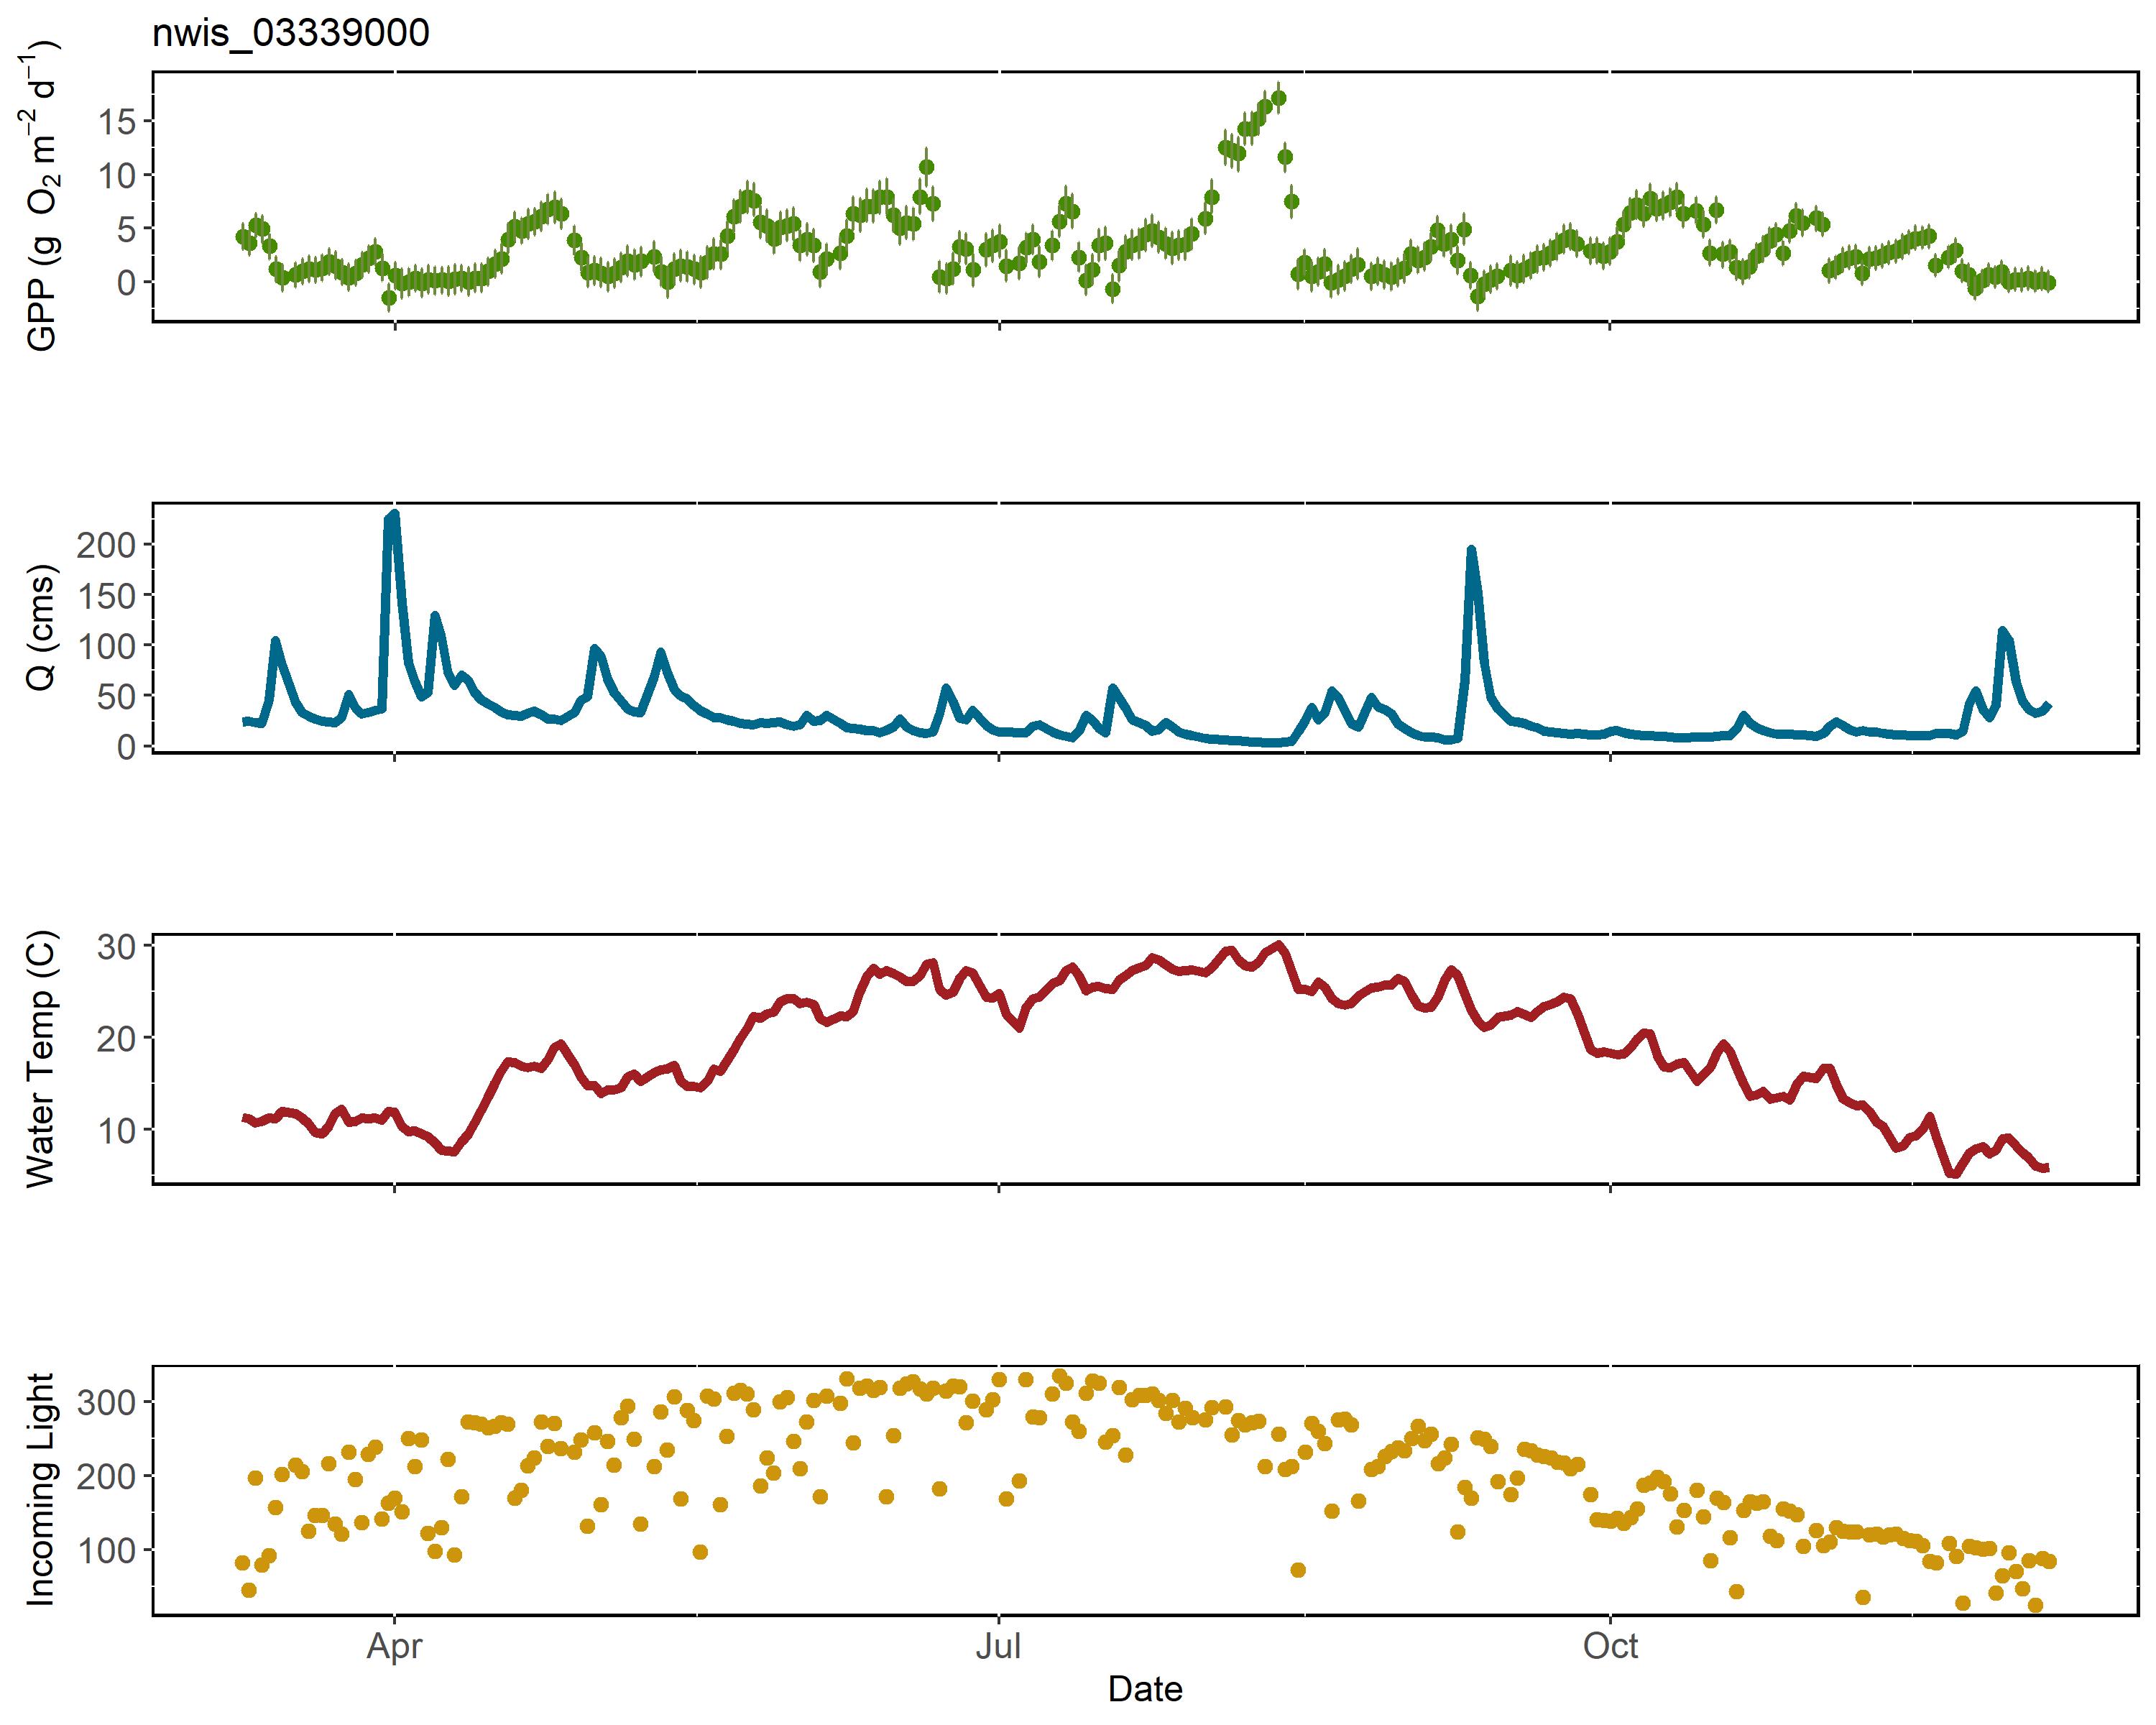 nwis_03339000
GPP (g O₂ m⁻² d⁻¹)
15
10
5
0
Q (cms)
200
150
100
50
0
Water Temp (C)
30
20
10
Incoming Light
300
200
100
Apr Jul Oct
Date